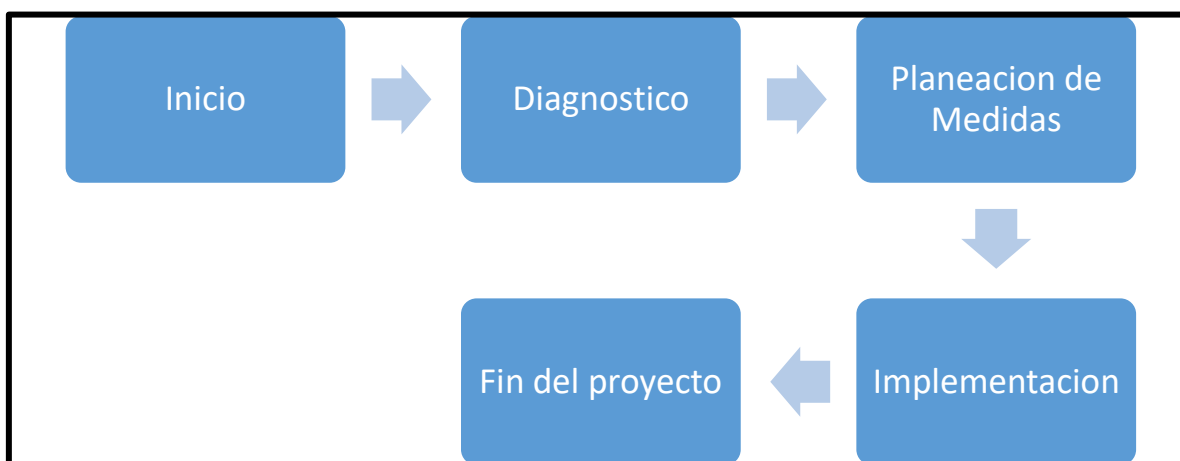 Inicio
Diagnostico
Planeacion de
Medidas
Implementacion
Fin del proyecto